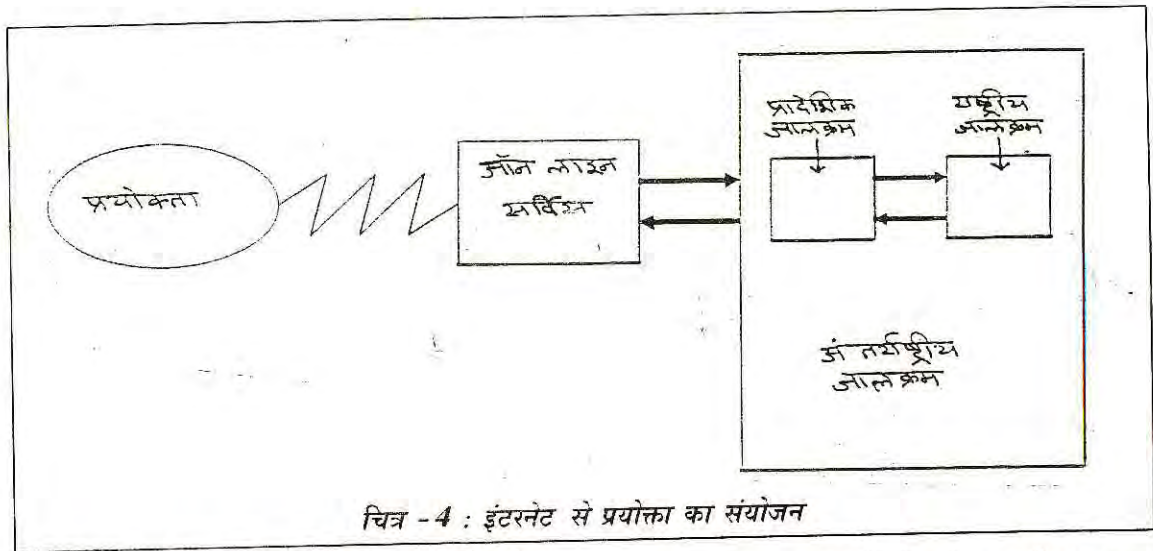 प्रादेशिक
जालक्रम
राष्ट्रीय
जालक्रम
प्रयोक्ता
ऑन लाइन
सर्विस
अंतर्राष्ट्रीय
जालक्रम
चित्र -4 : इंटरनेट से प्रयोक्ता का संयोजन